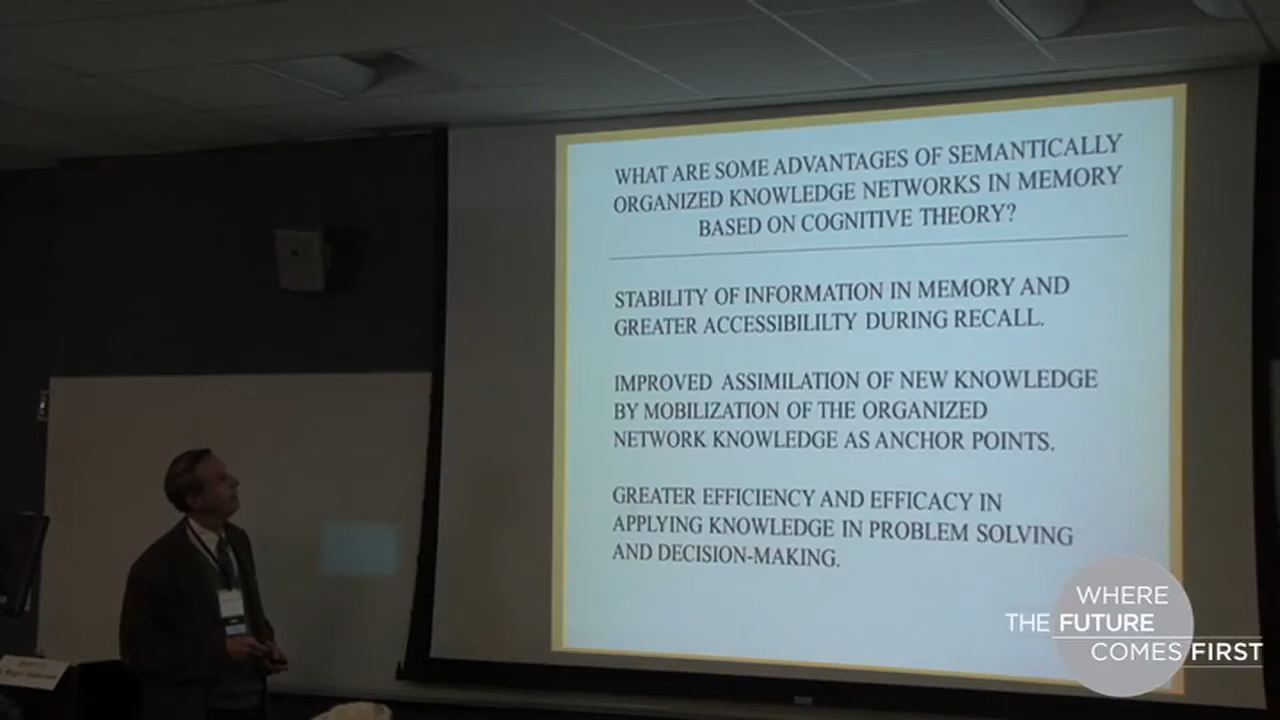 WHAT ARE SOME ADVANTAGES OF SEMANTICALLY
ORGANIZED KNOWLEDGE NETWORKS IN MEMORY
BASED ON COGNITIVE THEORY?
STABILITY OF INFORMATION IN MEMORY AND
GREATER ACCESSIBILILTY DURING RECALL.
IMPROVED ASSIMILATION OF NEW KNOWLEDGE
BY MOBILIZATION OF THE ORGANIZED
NETWORK KNOWLEDGE AS ANCHOR POINTS.
GREATER EFFICIENCY AND EFFICACY IN
APPLYING KNOWLEDGE IN PROBLEM SOLVING
AND DECISION-MAKING.
WHERE
THE FUTURE
COMES FIRST